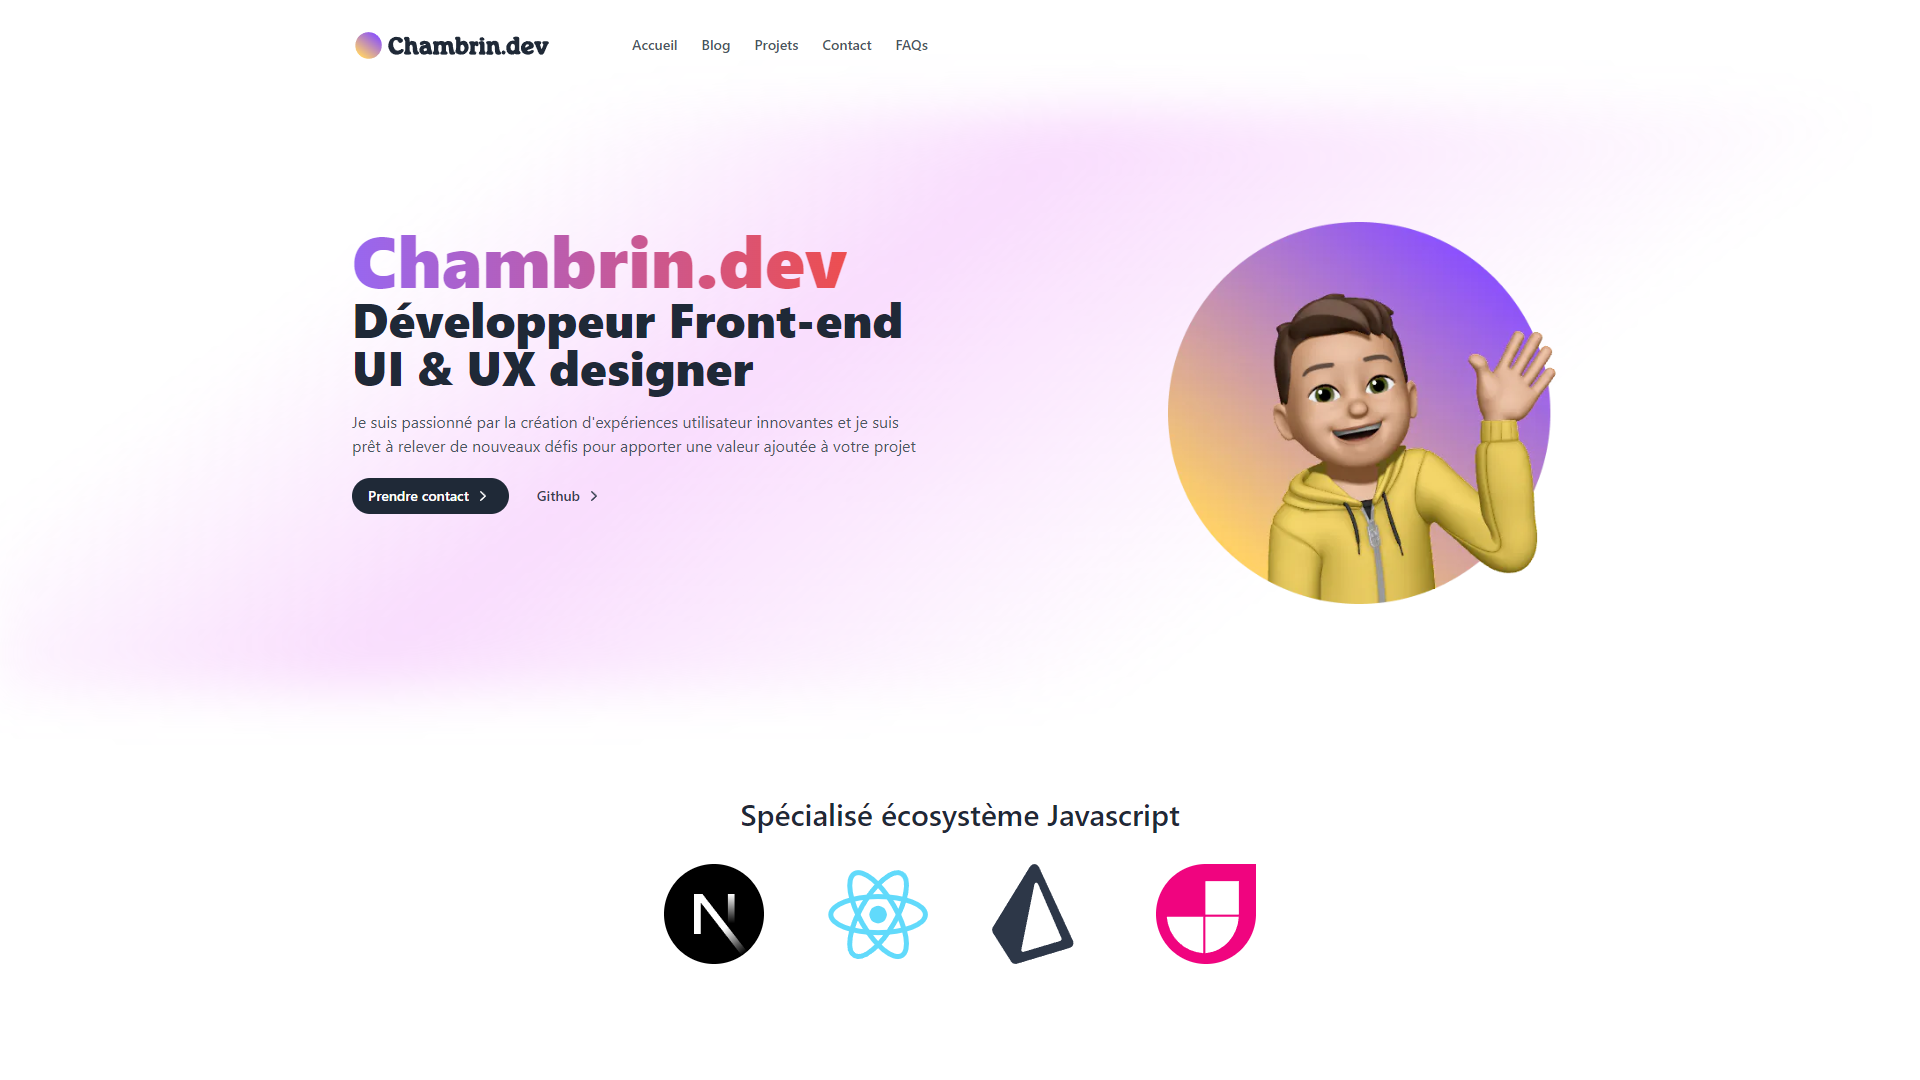 Chambrin.dev
Accueil Blog Projets Contact FAQs
Chambrin.dev
Développeur Front-end
UI & UX designer
Je suis passionné par la création d'expériences utilisateur innovantes et je suis
prêt à relever de nouveaux défis pour apporter une valeur ajoutée à votre projet
Prendre contact Github
Spécialisé écosystème Javascript